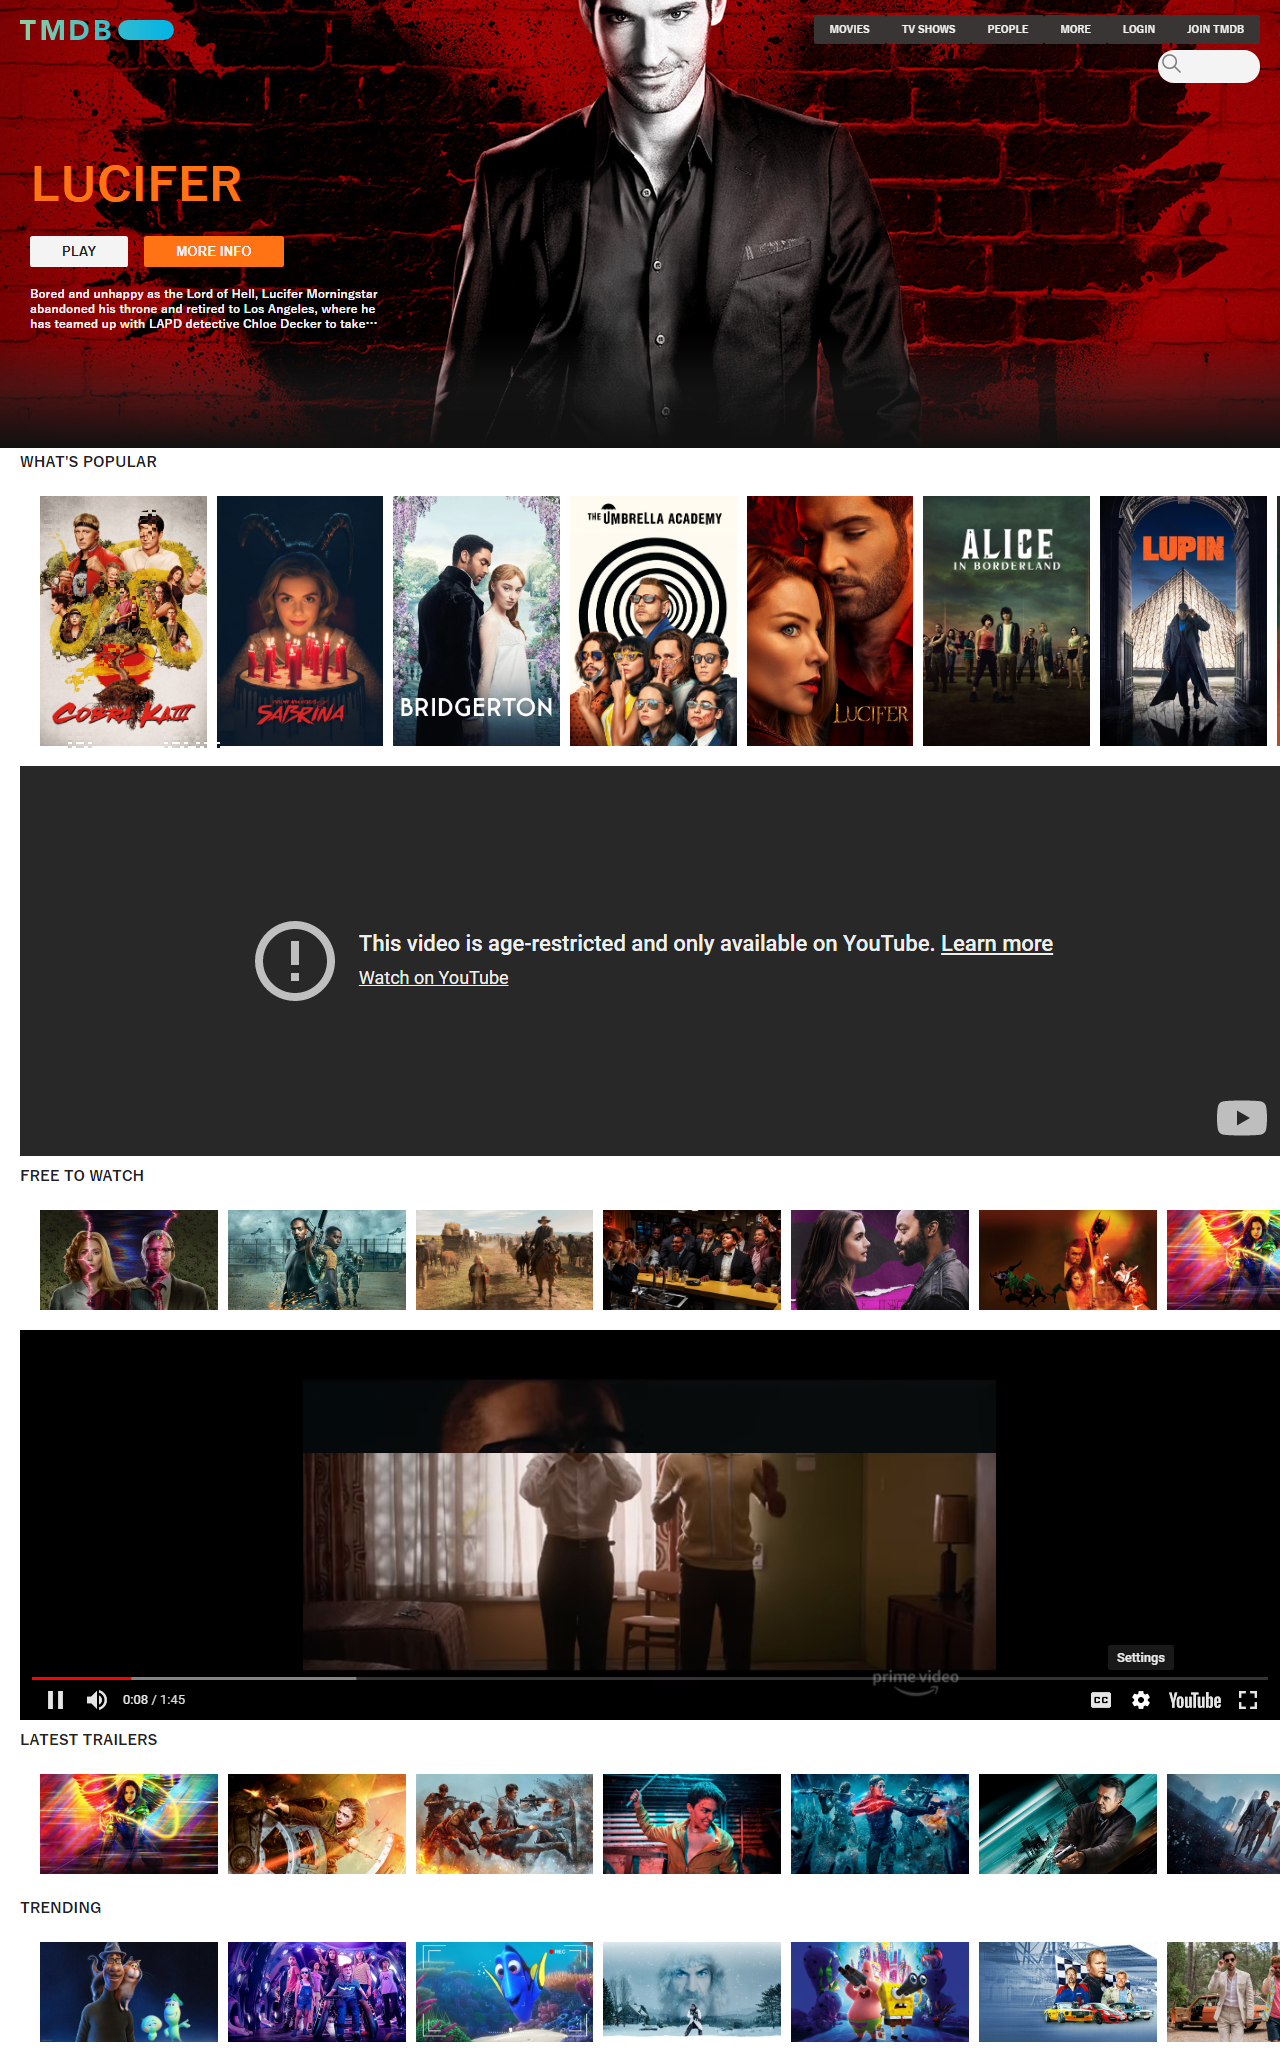 TMDB
MOVIES TV SHOWS PEOPLE MORE LOGIN JOIN TMDB
LUCIFER
PLAY MORE INFO
Bored and unhappy as the Lord of Hell, Lucifer Morningstar
abandoned his throne and retired to Los Angeles, where he
has teamed up with LAPD detective Chloe Decker to take...
WHAT'S POPULAR
COBRA KAI
SABRINA
BRIDGERTON
THE UMBRELLA ACADEMY
LUCIFER
ALICE
IN BORDERLAND
LUPIN
This video is age-restricted and only available on YouTube. Learn more
Watch on YouTube
FREE TO WATCH
Settings
prime video
0:08 / 1:45
CC
YouTube
LATEST TRAILERS
TRENDING
REC